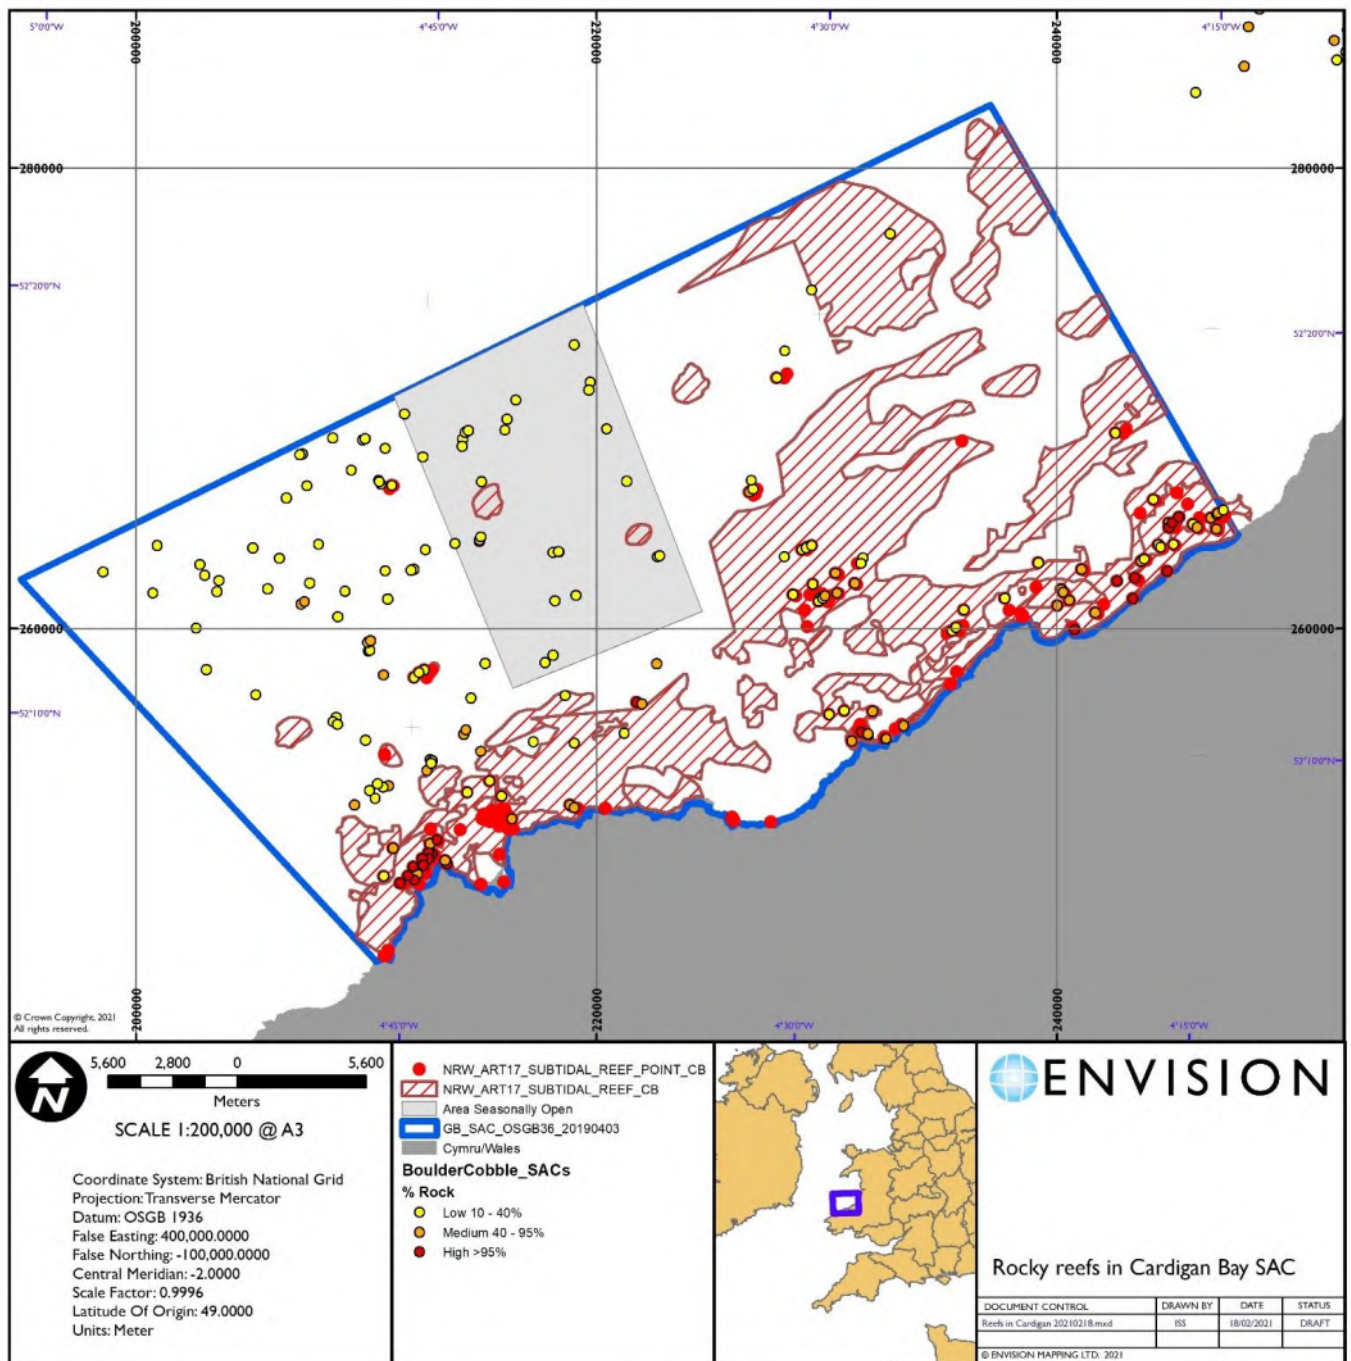 5°0'0"W
200000
4°45'0"W
220000
4°30'0"W
240000
4°15'0"W
280000
280000
52°20'0"N
52°20'0"N
260000
260000
52°10'0"N
52°10'0"N
© Crown Copyright, 2021
All rights reserved.
200000
4°45'0"W
220000
4°30'0"W
240000
4°15'0"W
N
5,600 2,800 0 5,600
Meters
SCALE 1:200,000 @ A3
Coordinate System: British National Grid
Projection: Transverse Mercator
Datum: OSGB 1936
False Easting: 400,000.0000
False Northing: -100,000.0000
Central Meridian: -2.0000
Scale Factor: 0.9996
Latitude Of Origin: 49.0000
Units: Meter
NRW_ART17_SUBTIDAL_REEF_POINT_CB
NRW_ART17_SUBTIDAL_REEF_CB
Area Seasonally Open
GB_SAC_OSGB36_20190403
Cymru/Wales
BoulderCobble_SACs
% Rock
Low 10 - 40%
Medium 40 - 95%
High >95%
ENVISION
Rocky reefs in Cardigan Bay SAC
DOCUMENT CONTROL DRAWN BY DATE STATUS
Reefs in Cardigan 20210218.mxd ISS 18/02/2021 DRAFT
© ENVISION MAPPING LTD. 2021